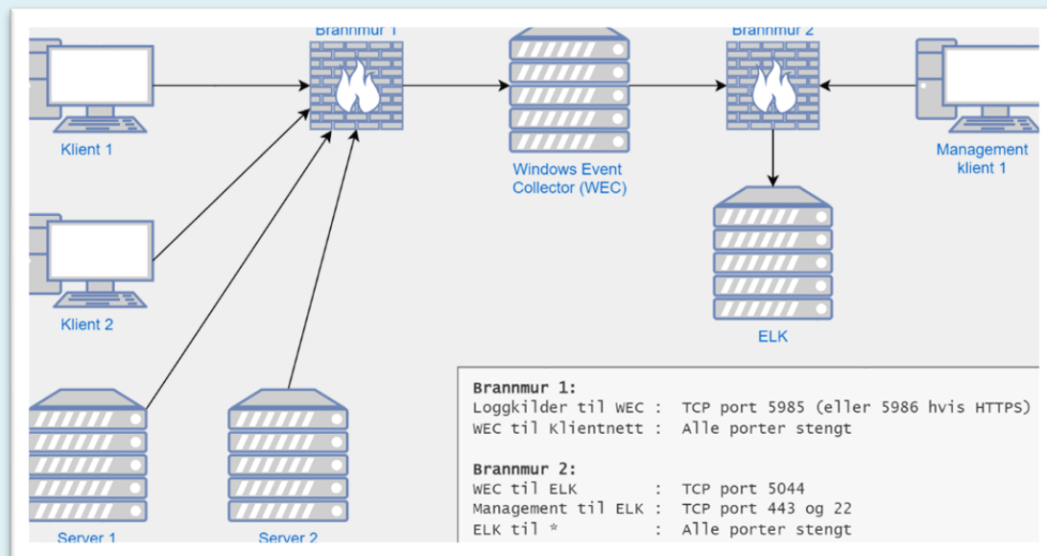 Brannmur 1
Brannmur 2
Klient 1
Windows Event
Collector (WEC)
Management
klient 1
Klient 2
ELK
Server 1
Server 2
Brannmur 1:
Loggkilder til WEC : TCP port 5985 (eller 5986 hvis HTTPS)
WEC til Klientnett : Alle porter stengt
Brannmur 2:
WEC til ELK : TCP port 5044
Management til ELK : TCP port 443 og 22
ELK til * : Alle porter stengt